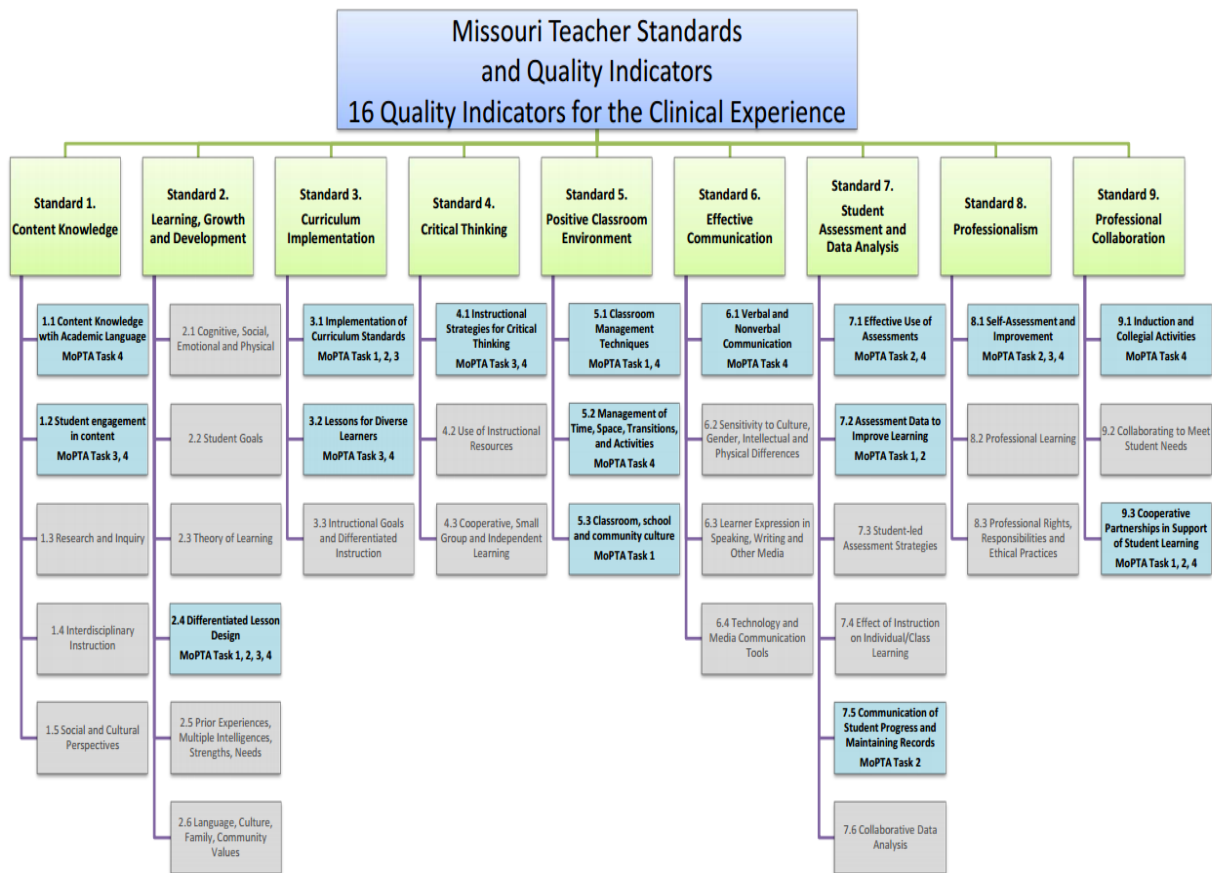 Missouri Teacher Standards
and Quality Indicators
16 Quality Indicators for the Clinical Experience
Standard 1.
Content Knowledge
1.1 Content Knowledge
wtih Academic Language
MoPTA Task 4
1.2 Student engagement
in content
MoPTA Task 3, 4
1.3 Research and Inquiry
1.4 Interdisciplinary
Instruction
1.5 Social and Cultural
Perspectives
Standard 2.
Learning, Growth
and Development
2.1 Cognitive, Social,
Emotional and Physical
2.2 Student Goals
2.3 Theory of Learning
2.4 Differentiated Lesson
Design
MoPTA Task 1, 2, 3, 4
2.5 Prior Experiences,
Multiple Intelligences,
Strengths, Needs
2.6 Language, Culture,
Family, Community
Values
Standard 3.
Curriculum
Implementation
3.1 Implementation of
Curriculum Standards
MoPTA Task 1, 2, 3
3.2 Lessons for Diverse
Learners
MoPTA Task 3, 4
3.3 Intructional Goals
and Differentiated
Instruction
Standard 4.
Critical Thinking
4.1 Instructional
Strategies for Critical
Thinking
MoPTA Task 3, 4
4.2 Use of Instructional
Resources
4.3 Cooperative, Small
Group and Independent
Learning
Standard 5.
Positive Classroom
Environment
5.1 Classroom
Management
Techniques
MoPTA Task 1, 4
5.2 Management of
Time, Space, Transitions,
and Activities
MoPTA Task 4
5.3 Classroom, school
and community culture
MoPTA Task 1
Standard 6.
Effective
Communication
6.1 Verbal and
Nonverbal
Communication
MoPTA Task 4
6.2 Sensitivity to Culture,
Gender, Intellectual and
Physical Differences
6.3 Learner Expression in
Speaking, Writing and
Other Media
6.4 Technology and
Media Communication
Tools
Standard 7.
Student
Assessment and
Data Analysis
7.1 Effective Use of
Assessments
MoPTA Task 2, 4
7.2 Assessment Data to
Improve Learning
MoPTA Task 1, 2
7.3 Student-led
Assessment Strategies
7.4 Effect of Instruction
on Individual/Class
Learning
7.5 Communication of
Student Progress and
Maintaining Records
MoPTA Task 2
7.6 Collaborative Data
Analysis
Standard 8.
Professionalism
8.1 Self-Assessment and
Improvement
MoPTA Task 2, 3, 4
8.2 Professional Learning
8.3 Professional Rights,
Responsibilities and
Ethical Practices
Standard 9.
Professional
Collaboration
9.1 Induction and
Collegial Activities
MoPTA Task 4
9.2 Collaborating to Meet
Student Needs
9.3 Cooperative
Partnerships in Support
of Student Learning
MoPTA Task 1, 2, 4